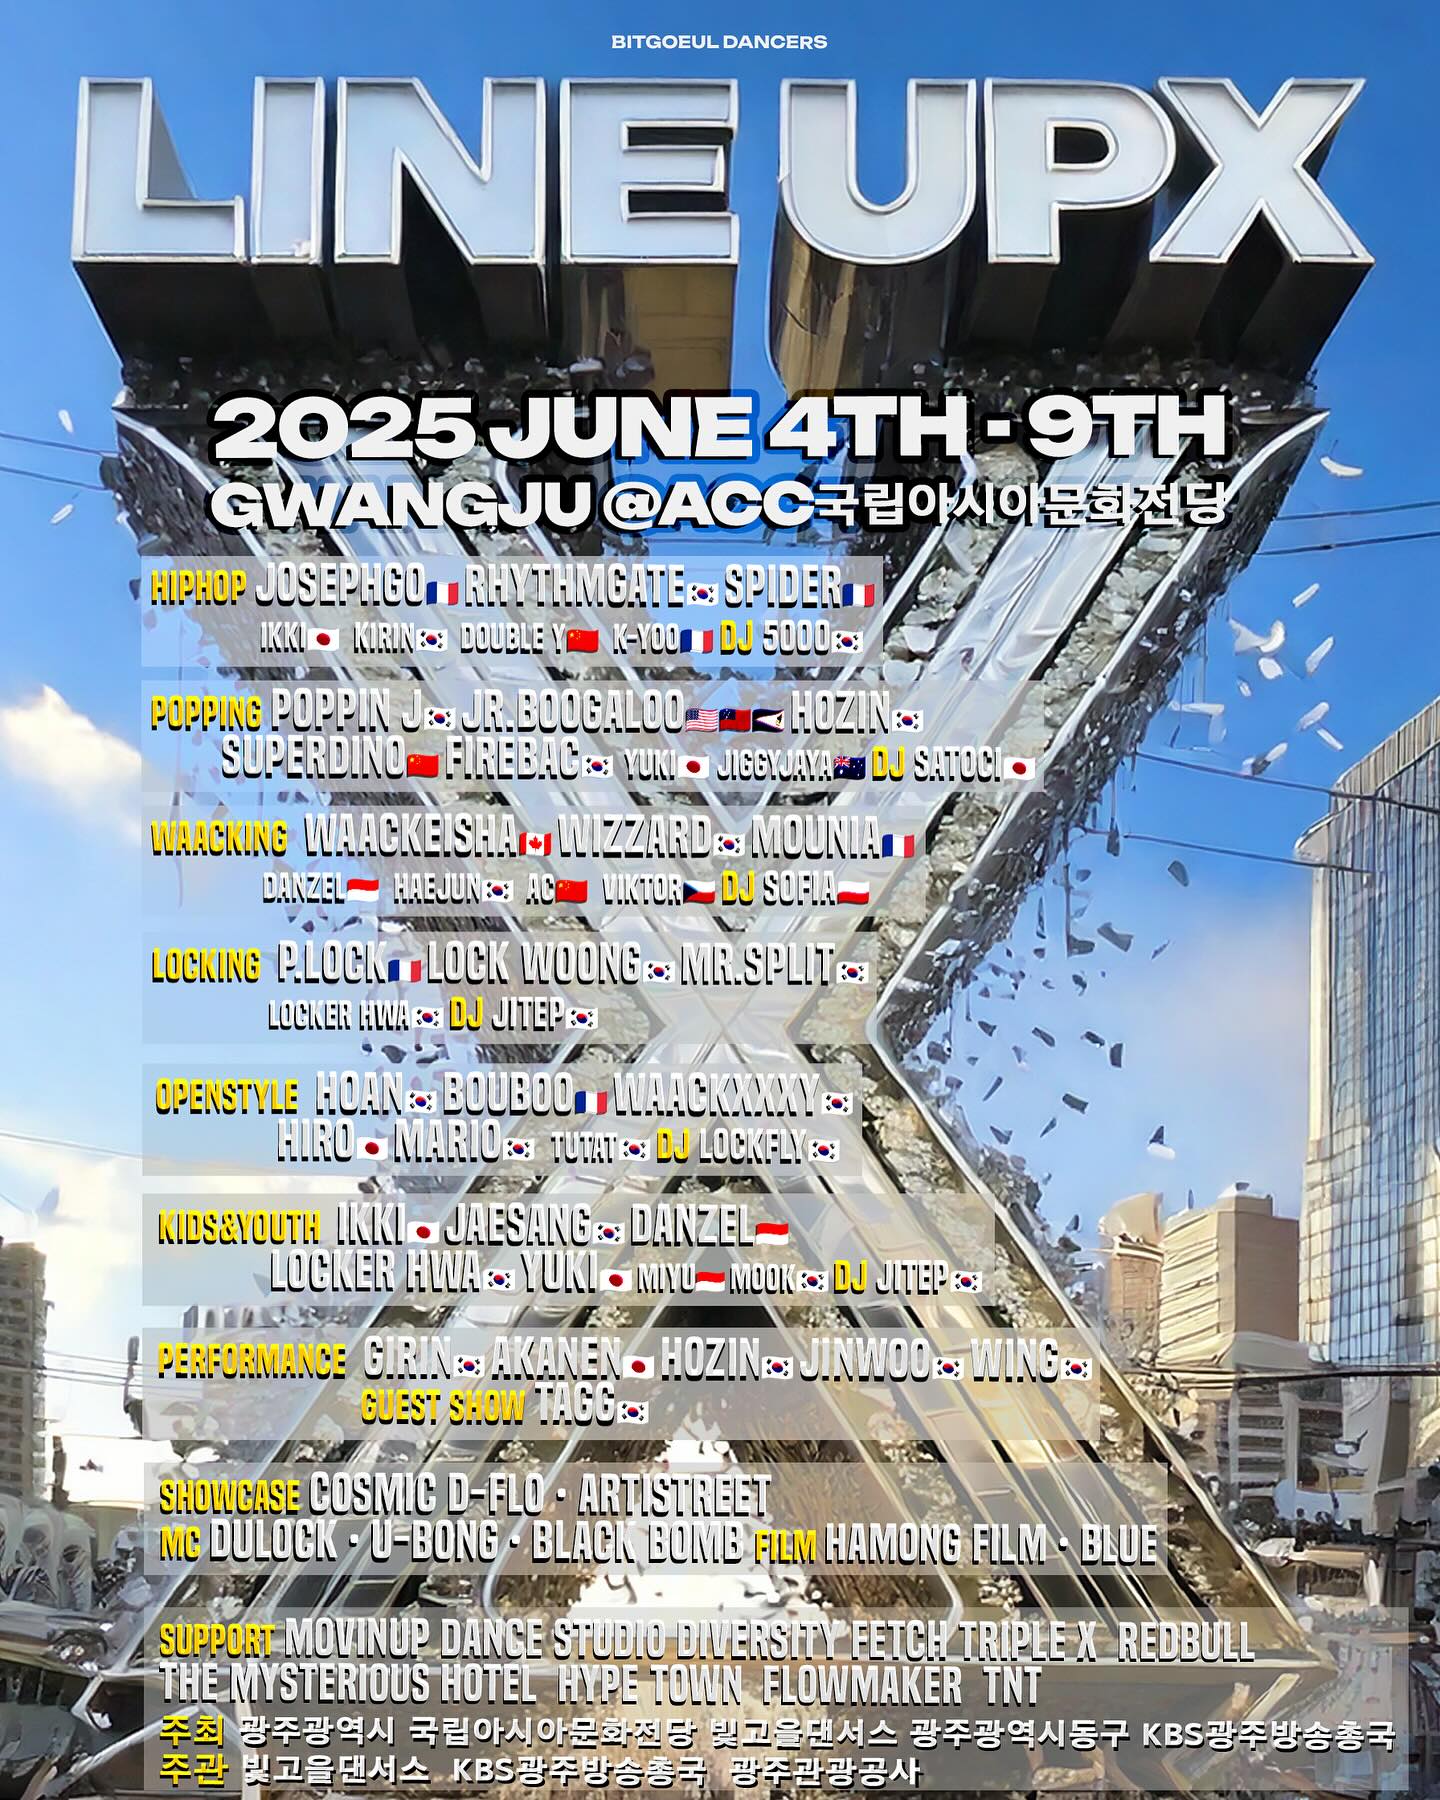 BITGOEUL DANCERS
LINE UP X
2025 JUNE 4TH - 9TH
GWANGJU @ACC국립아시아문화전당
HIPHOP JOSEPHGO🇫🇷 RHYTHMGATE🇰🇷 SPIDER🇫🇷
IKKI🇯🇵 KIRIN🇰🇷 DOUBLE Y🇨🇳 K-YOO🇫🇷 DJ 5000🇰🇷
POPPING POPPIN J🇰🇷 JR.BOOGALOO🇺🇸🇼🇸🇦🇸 HOZIN🇰🇷
SUPERDINO🇨🇳 FIREBAC🇰🇷 YUKI🇯🇵 JIGGYJAYA🇦🇺 DJ SATOCI🇯🇵
WAACKING WAACKEISHA🇨🇦 WIZZARD🇰🇷 MOUNIA🇫🇷
DANZEL🇮🇩 HAEJUN🇰🇷 AC🇨🇳 VIKTOR🇨🇿 DJ SOFIA🇵🇱
LOCKING P.LOCK🇫🇷 LOCK WOONG🇰🇷 MR.SPLIT🇰🇷
LOCKER HWA🇰🇷 DJ JITEP🇰🇷
OPENSTYLE HOAN🇰🇷 BOUBOO🇫🇷 WAACKXXXY🇰🇷
HIRO🇯🇵 MARIO🇰🇷 TUTAT🇰🇷 DJ LOCKFLY🇰🇷
KIDS&YOUTH IKKI🇯🇵 JAESANG🇰🇷 DANZEL🇮🇩
LOCKER HWA🇰🇷 YUKI🇯🇵 MIYU🇮🇩 MOOK🇰🇷 DJ JITEP🇰🇷
PERFORMANCE GIRIN🇰🇷 AKANEN🇯🇵 HOZIN🇰🇷 JINWOO🇰🇷 WING🇰🇷
GUEST SHOW TAGG🇰🇷
SHOWCASE COSMIC D-FLO · ARTISTREET
MC DULOCK · U-BONG · BLACK BOMB FILM HAMONG FILM · BLUE
SUPPORT MOVINUP DANCE STUDIO DIVERSITY FETCH TRIPLE X REDBULL
THE MYSTERIOUS HOTEL HYPE TOWN FLOWMAKER TNT
주최 광주광역시 국립아시아문화전당 빛고을댄서스 광주광역시동구 KBS광주방송총국
주관 빛고을댄서스 KBS광주방송총국 광주관광공사